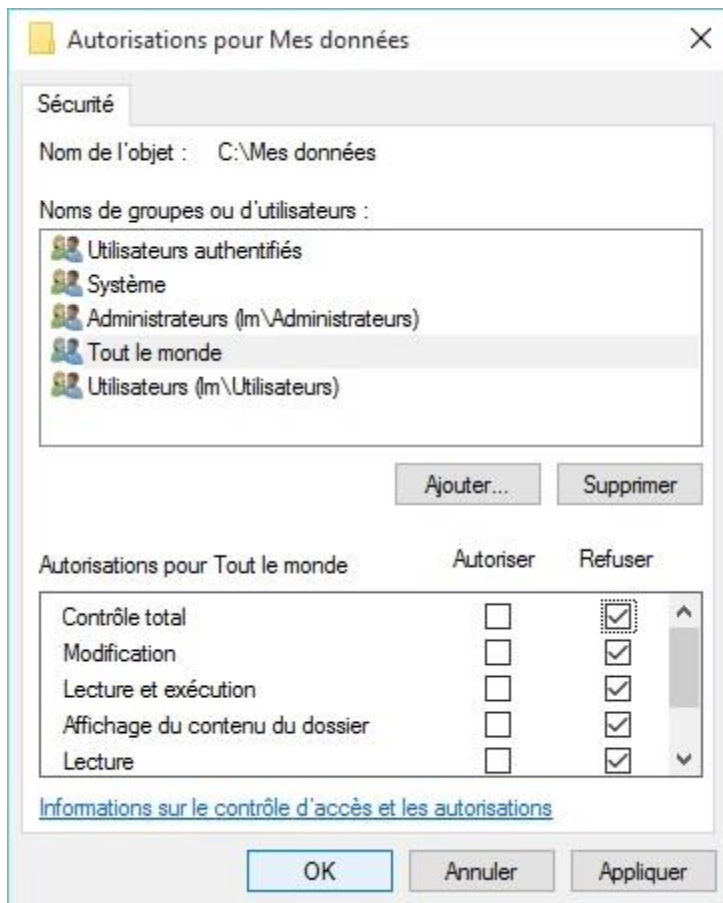 Autorisations pour Mes données
Sécurité
Nom de l'objet : C:\Mes données
Noms de groupes ou d'utilisateurs :
Utilisateurs authentifiés
Système
Administrateurs (lm\Administrateurs)
Tout le monde
Utilisateurs (lm\Utilisateurs)
Ajouter... Supprimer
Autorisations pour Tout le monde Autoriser Refuser
Contrôle total
Modification
Lecture et exécution
Affichage du contenu du dossier
Lecture
Informations sur le contrôle d'accès et les autorisations
OK Annuler Appliquer